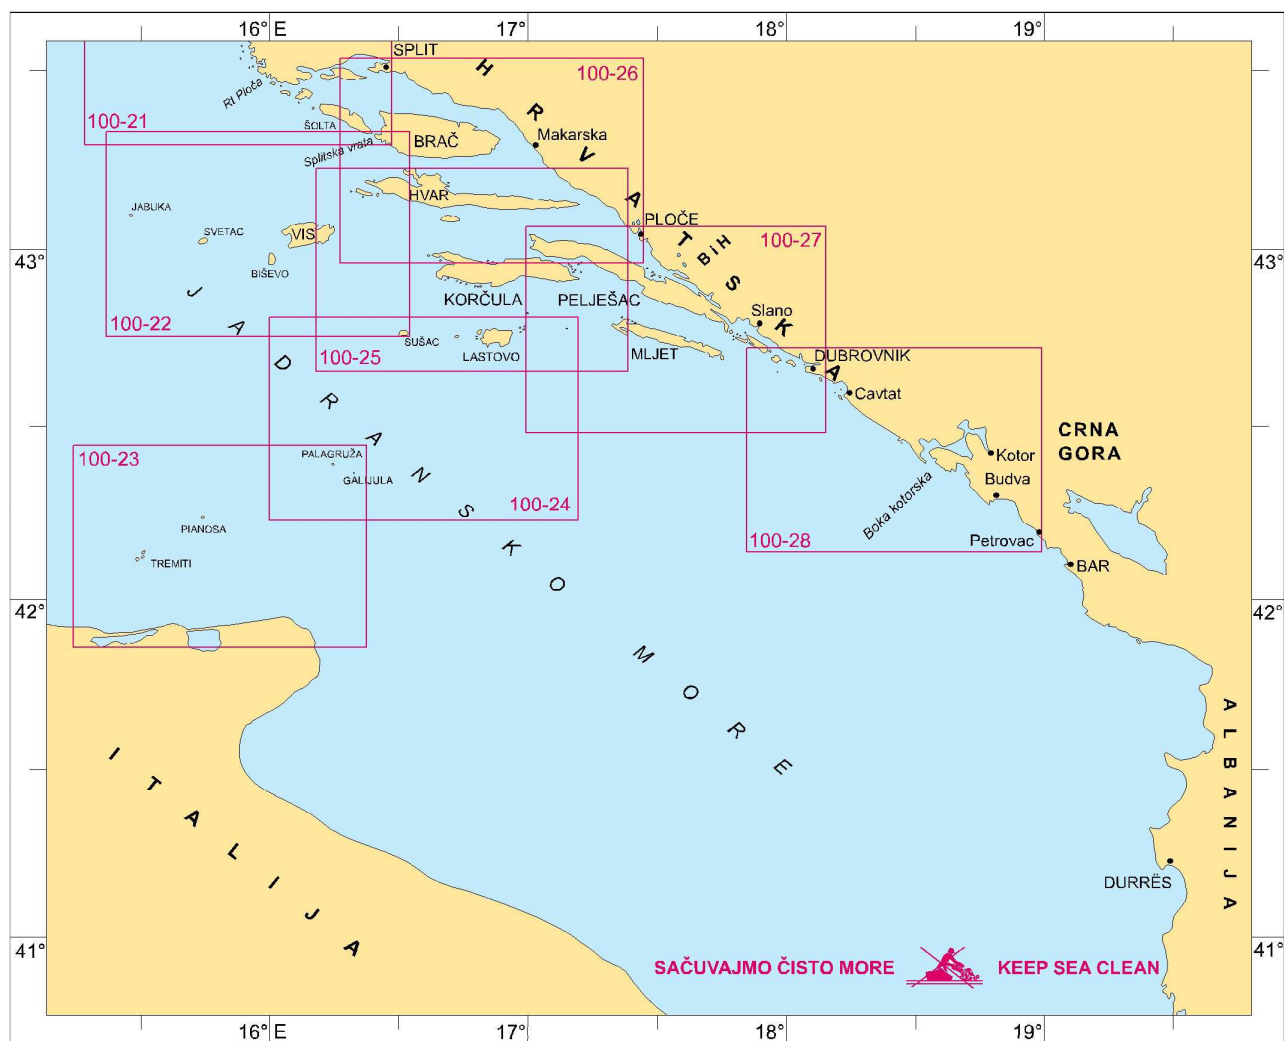 16°E
17°
18°
19°
SPLIT
H R V A T S K A
100-26
Rt Ploča
100-21
ŠOLTA
BRAČ
Makarska
Splitska vrata
HVAR
JABUKA
SVETAC
VIS
PLOČE
BiH
100-27
43°
43°
BIŠEVO
KORČULA
PELJEŠAC
Slano
100-22
SUŠAC
LASTOVO
MLJET
100-25
DUBROVNIK
Cavtat
J A D R A N S K O M O R E
CRNA
GORA
100-23
PALAGRUŽA
GALIJULA
Kotor
Budva
100-24
Boka kotorska
PIANOSA
100-28
Petrovac
TREMITI
BAR
42°
42°
I T A L I J A
A L B A N I J A
DURRËS
41°
41°
SAČUVAJMO ČISTO MORE
KEEP SEA CLEAN
16°E
17°
18°
19°